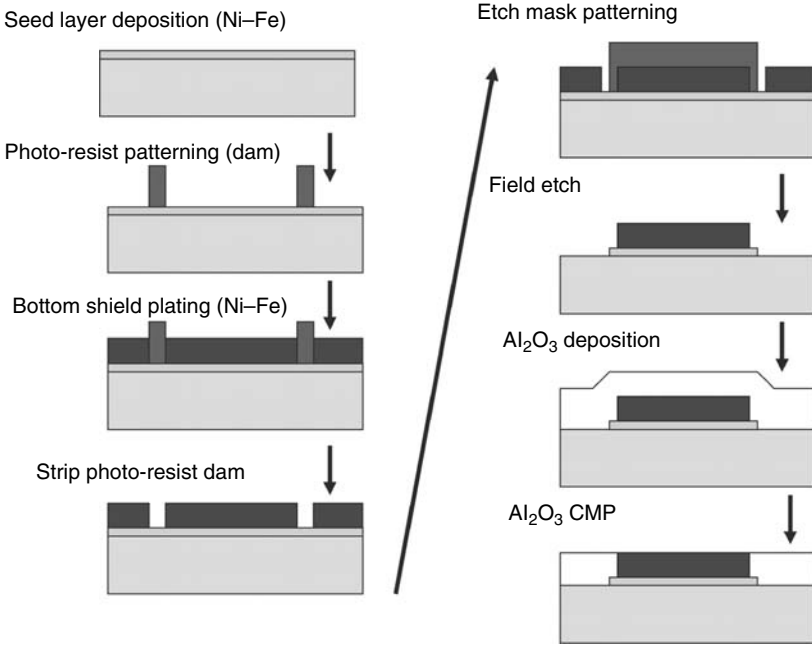 Seed layer deposition (Ni–Fe)
Photo-resist patterning (dam)
Bottom shield plating (Ni–Fe)
Strip photo-resist dam
Etch mask patterning
Field etch
Al₂O₃ deposition
Al₂O₃ CMP